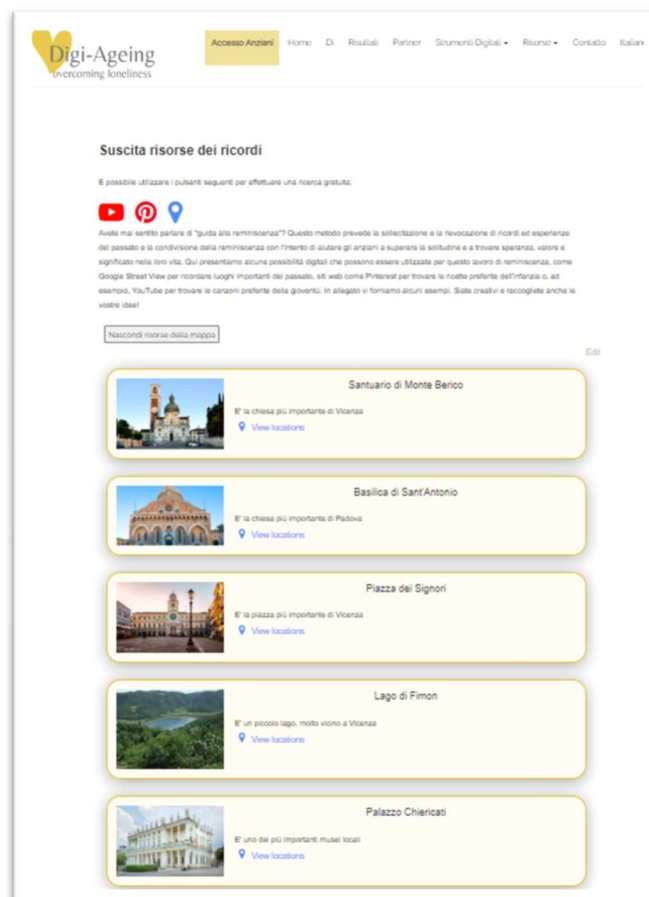 Digi-Ageing
overcoming loneliness
Accesso Anziani Home Di Risultati Partner Strumenti Digitali Risorse Contatto Italian
Suscita risorse dei ricordi
È possibile utilizzare i pulsanti seguenti per effettuare una ricerca gratuita:
Avete mai sentito parlare di "guida alla reminiscenza"? Questo metodo prevede la sollecitazione e la rievocazione di ricordi ed esperienze
del passato e la condivisione della reminiscenza con l'intento di aiutare gli anziani a superare la solitudine e a trovare speranza, valore e
significato nella loro vita. Qui presentiamo alcune possibilità digitali che possono essere utilizzate per questo lavoro di reminiscenza, come
Google Street View per ricordare luoghi importanti del passato, siti web come Pinterest per trovare le ricette preferite dell'infanzia o, ad
esempio, YouTube per trovare le canzoni preferite della gioventù. In allegato vi forniamo alcuni esempi. Siate creativi e raccogliete anche le
vostre idee!
Nascondi risorse della mappa
Edit
Santuario di Monte Berico
E' la chiesa più importante di Vicenza
View locations
Basilica di Sant'Antonio
E' la chiesa più importante di Padova
View locations
Piazza dei Signori
E' la piazza più importante di Vicenza
View locations
Lago di Fimon
E' un piccolo lago, molto vicino a Vicenza
View locations
Palazzo Chiericati
E' uno dei più importanti musei locali
View locations